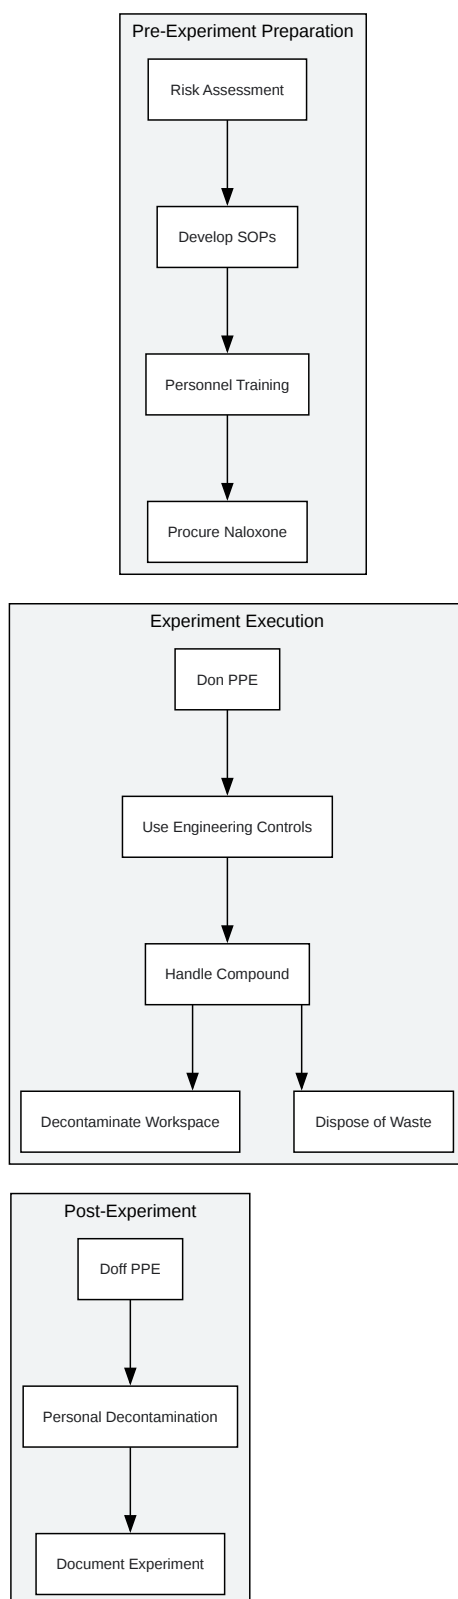 Pre-Experiment Preparation
Risk Assessment
Develop SOPs
Personnel Training
Procure Naloxone
Experiment Execution
Don PPE
Use Engineering Controls
Handle Compound
Decontaminate Workspace
Dispose of Waste
Post-Experiment
Doff PPE
Personal Decontamination
Document Experiment